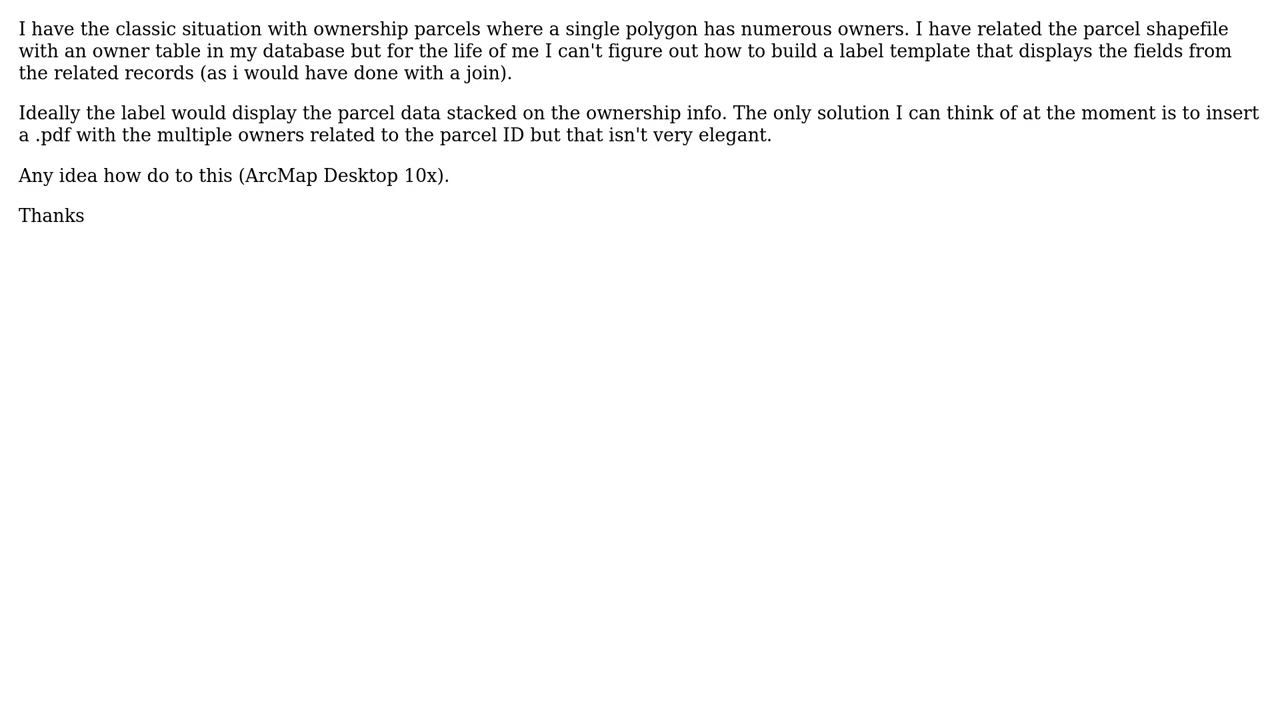 I have the classic situation with ownership parcels where a single polygon has numerous owners. I have related the parcel shapefile
with an owner table in my database but for the life of me I can't figure out how to build a label template that displays the fields from
the related records (as i would have done with a join).
Ideally the label would display the parcel data stacked on the ownership info. The only solution I can think of at the moment is to insert
a .pdf with the multiple owners related to the parcel ID but that isn't very elegant.
Any idea how do to this (ArcMap Desktop 10x).
Thanks